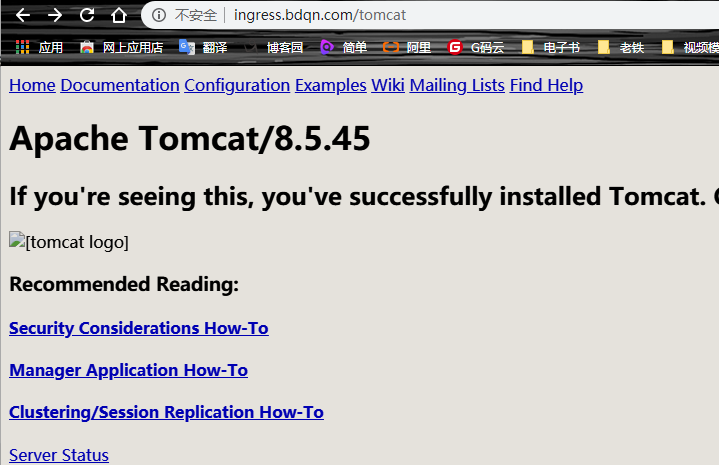 不安全 | ingress.bdqn.com/tomcat
应用 网上应用店 翻译 博客园 简单 阿里 G码云 电子书 老铁 视频模
Home Documentation Configuration Examples Wiki Mailing Lists Find Help
Apache Tomcat/8.5.45
If you're seeing this, you've successfully installed Tomcat.
[tomcat logo]
Recommended Reading:
Security Considerations How-To
Manager Application How-To
Clustering/Session Replication How-To
Server Status